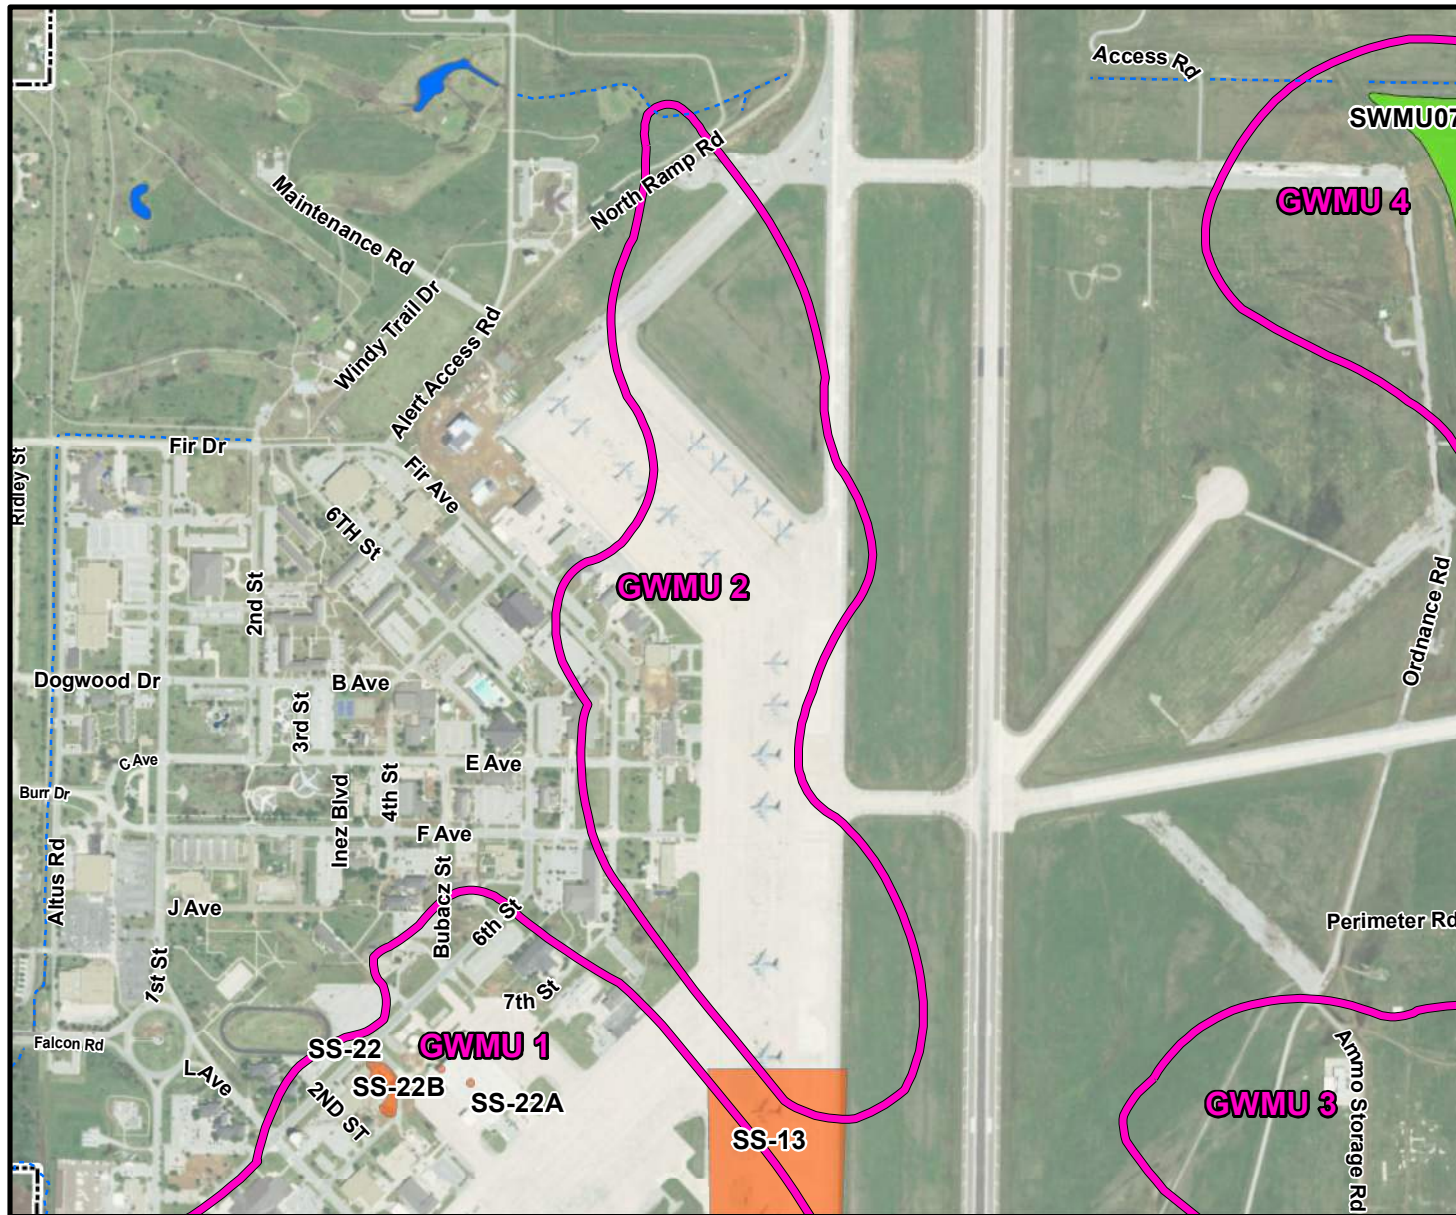 Access Rd
SWMU07
North Ramp Rd
GWMU 4
Maintenance Rd
Windy Trail Dr
Alert Access Rd
Fir Dr
Ridley St
Fir Ave
6TH St
GWMU 2
2nd St
Ordnance Rd
Dogwood Dr
B Ave
3rd St
C Ave
E Ave
4th St
Burr Dr
Inez Blvd
F Ave
Altus Rd
Bubacz St
J Ave
6th St
Perimeter Rd
1st St
7th St
Falcon Rd
SS-22
GWMU 1
L Ave
SS-22B
SS-22A
2ND ST
GWMU 3
Ammo Storage Rd
SS-13